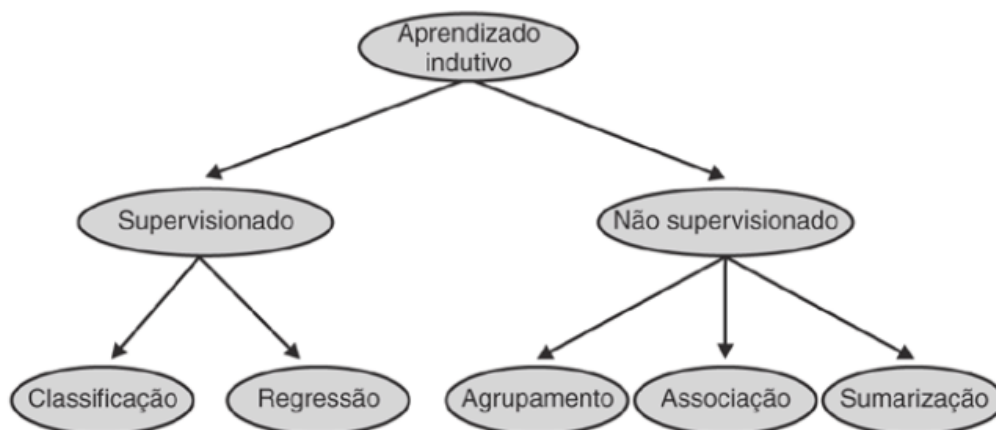 Aprendizado
indutivo
Supervisionado
Não supervisionado
Classificação
Regressão
Agrupamento
Associação
Sumarização